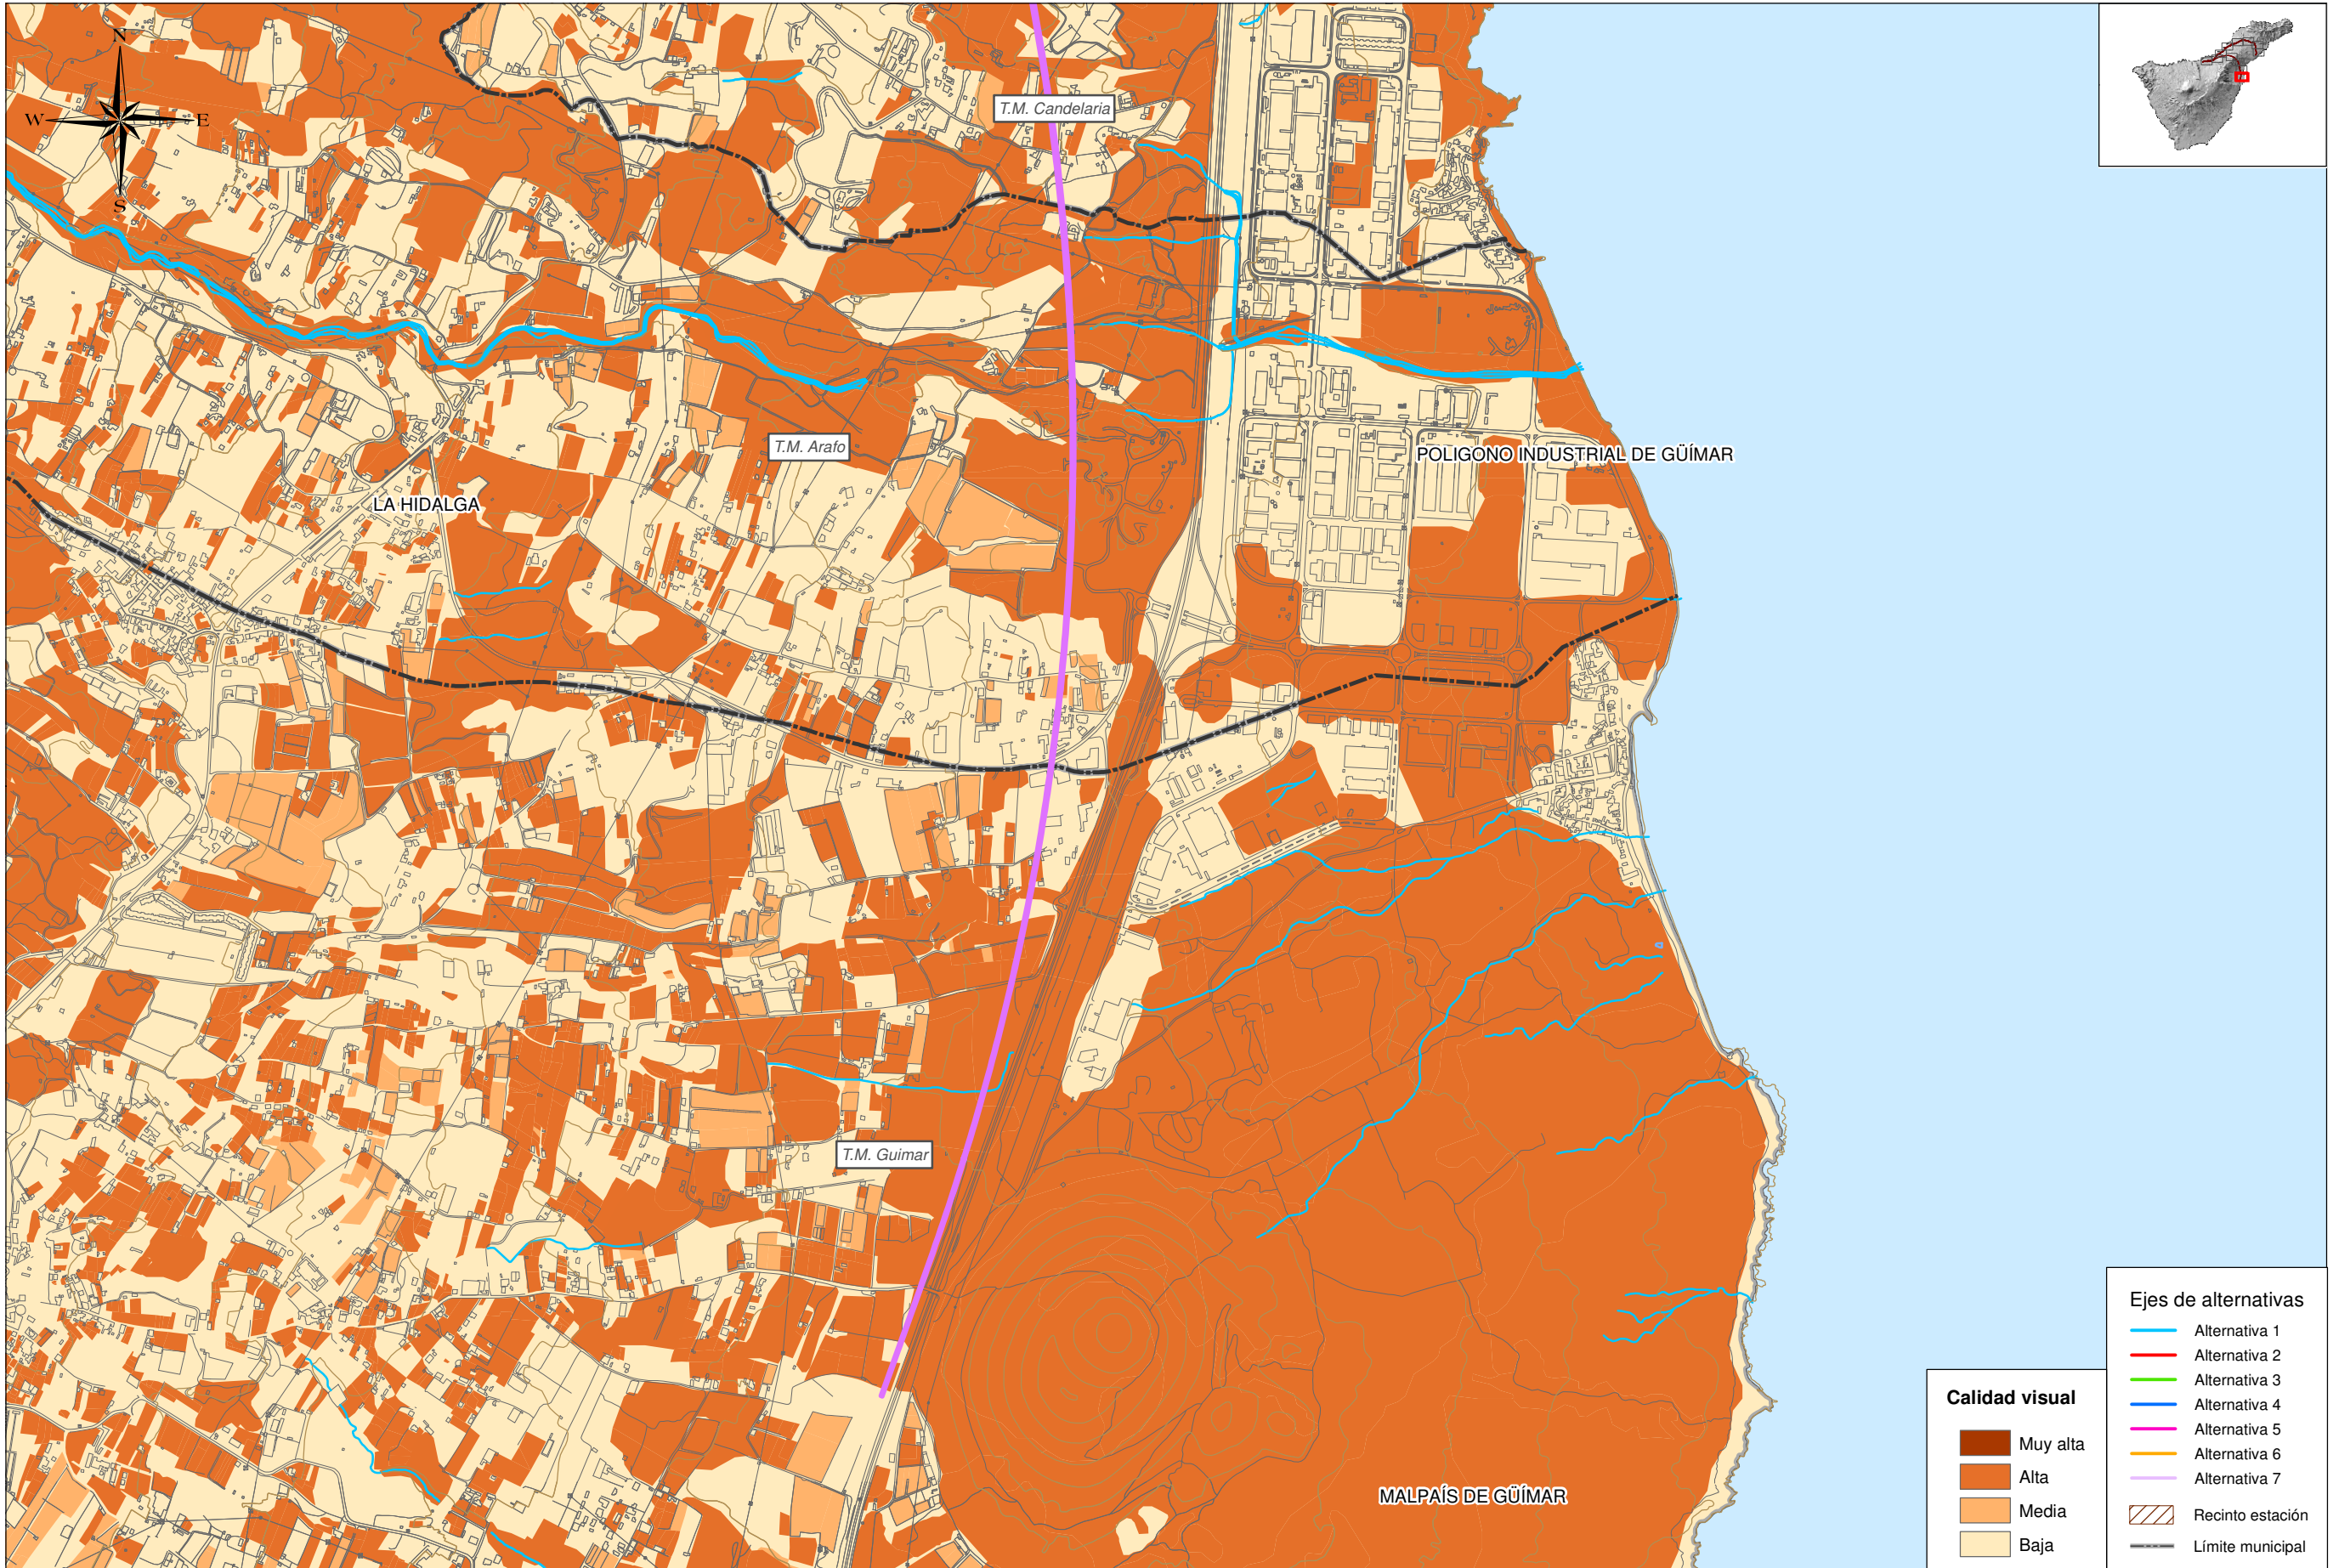 N
W
E
S
T.M. Candelaria
T.M. Arafo
POLIGONO INDUSTRIAL DE GÜÍMAR
LA HIDALGA
T.M. Guimar
MALPAÍS DE GÜÍMAR
Calidad visual
Muy alta
Alta
Media
Baja
Ejes de alternativas
Alternativa 1
Alternativa 2
Alternativa 3
Alternativa 4
Alternativa 5
Alternativa 6
Alternativa 7
Recinto estación
Límite municipal